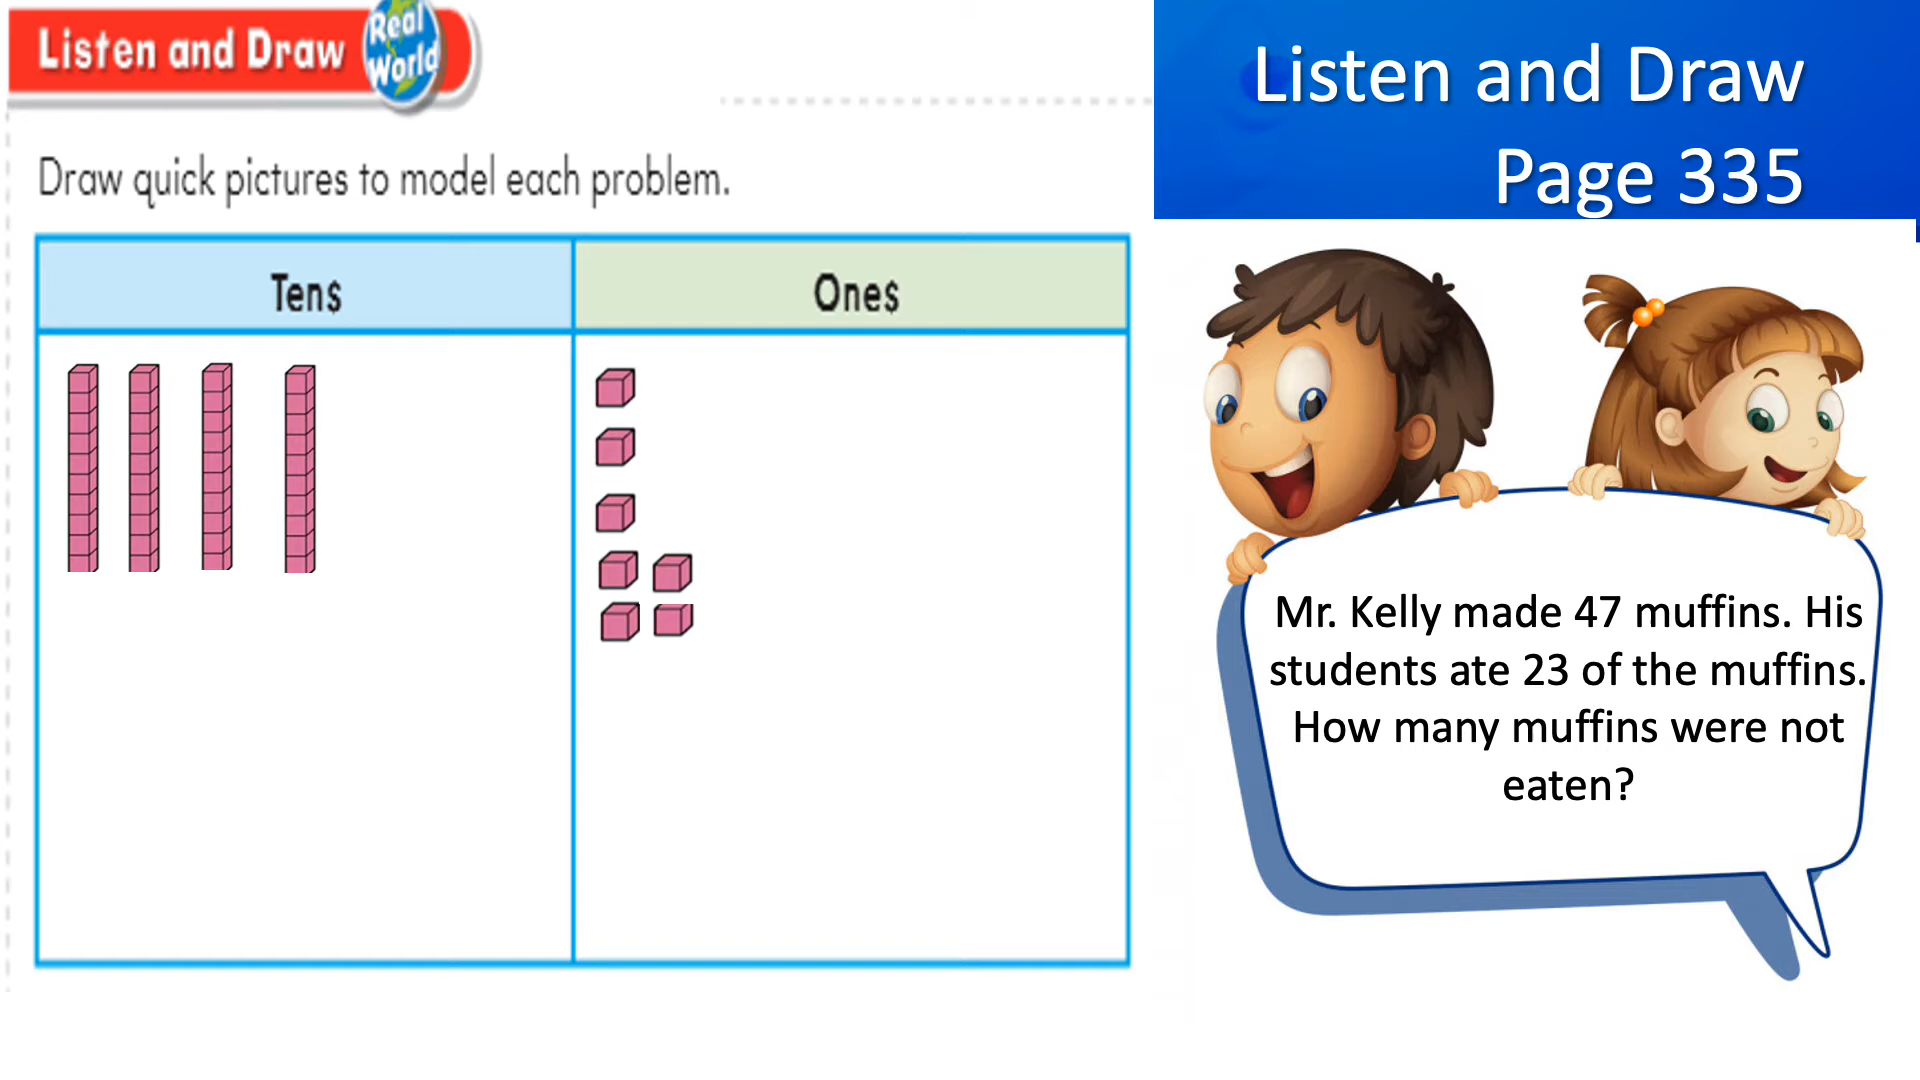 Listen and Draw
Real
World
Listen and Draw
Page 335
Draw quick pictures to model each problem.
Tens
Ones
Mr. Kelly made 47 muffins. His
students ate 23 of the muffins.
How many muffins were not
eaten?